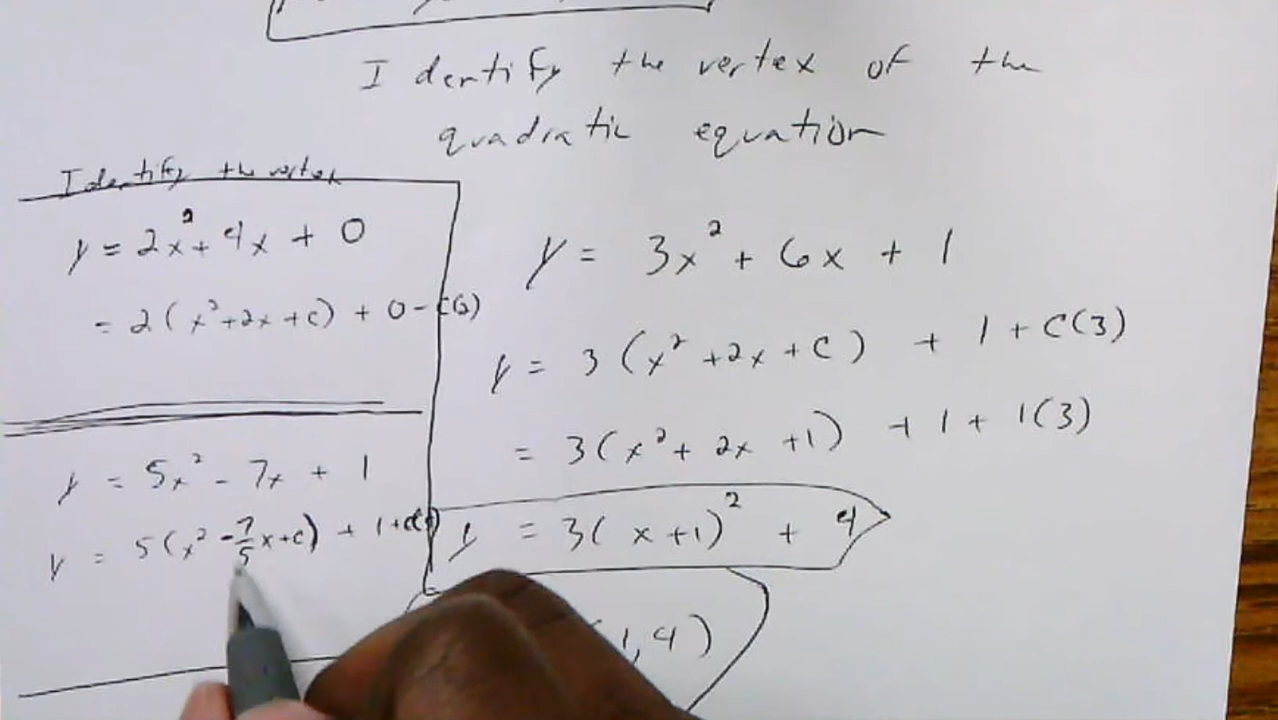 Identify the vertex of the
quadratic equation
Identify the vertex
y = 2x² + 4x + 0
= 2(x²+2x+c) + 0 - c(2)
y = 5x² - 7x + 1
y = 5(x² - 7/5x+c) + 1+c(5)
y = 3x² + 6x + 1
y = 3(x² +2x +c) + 1 + c(3)
= 3(x² + 2x +1) + 1 + 1(3)
y = 3(x+1)² + 4
1,4)